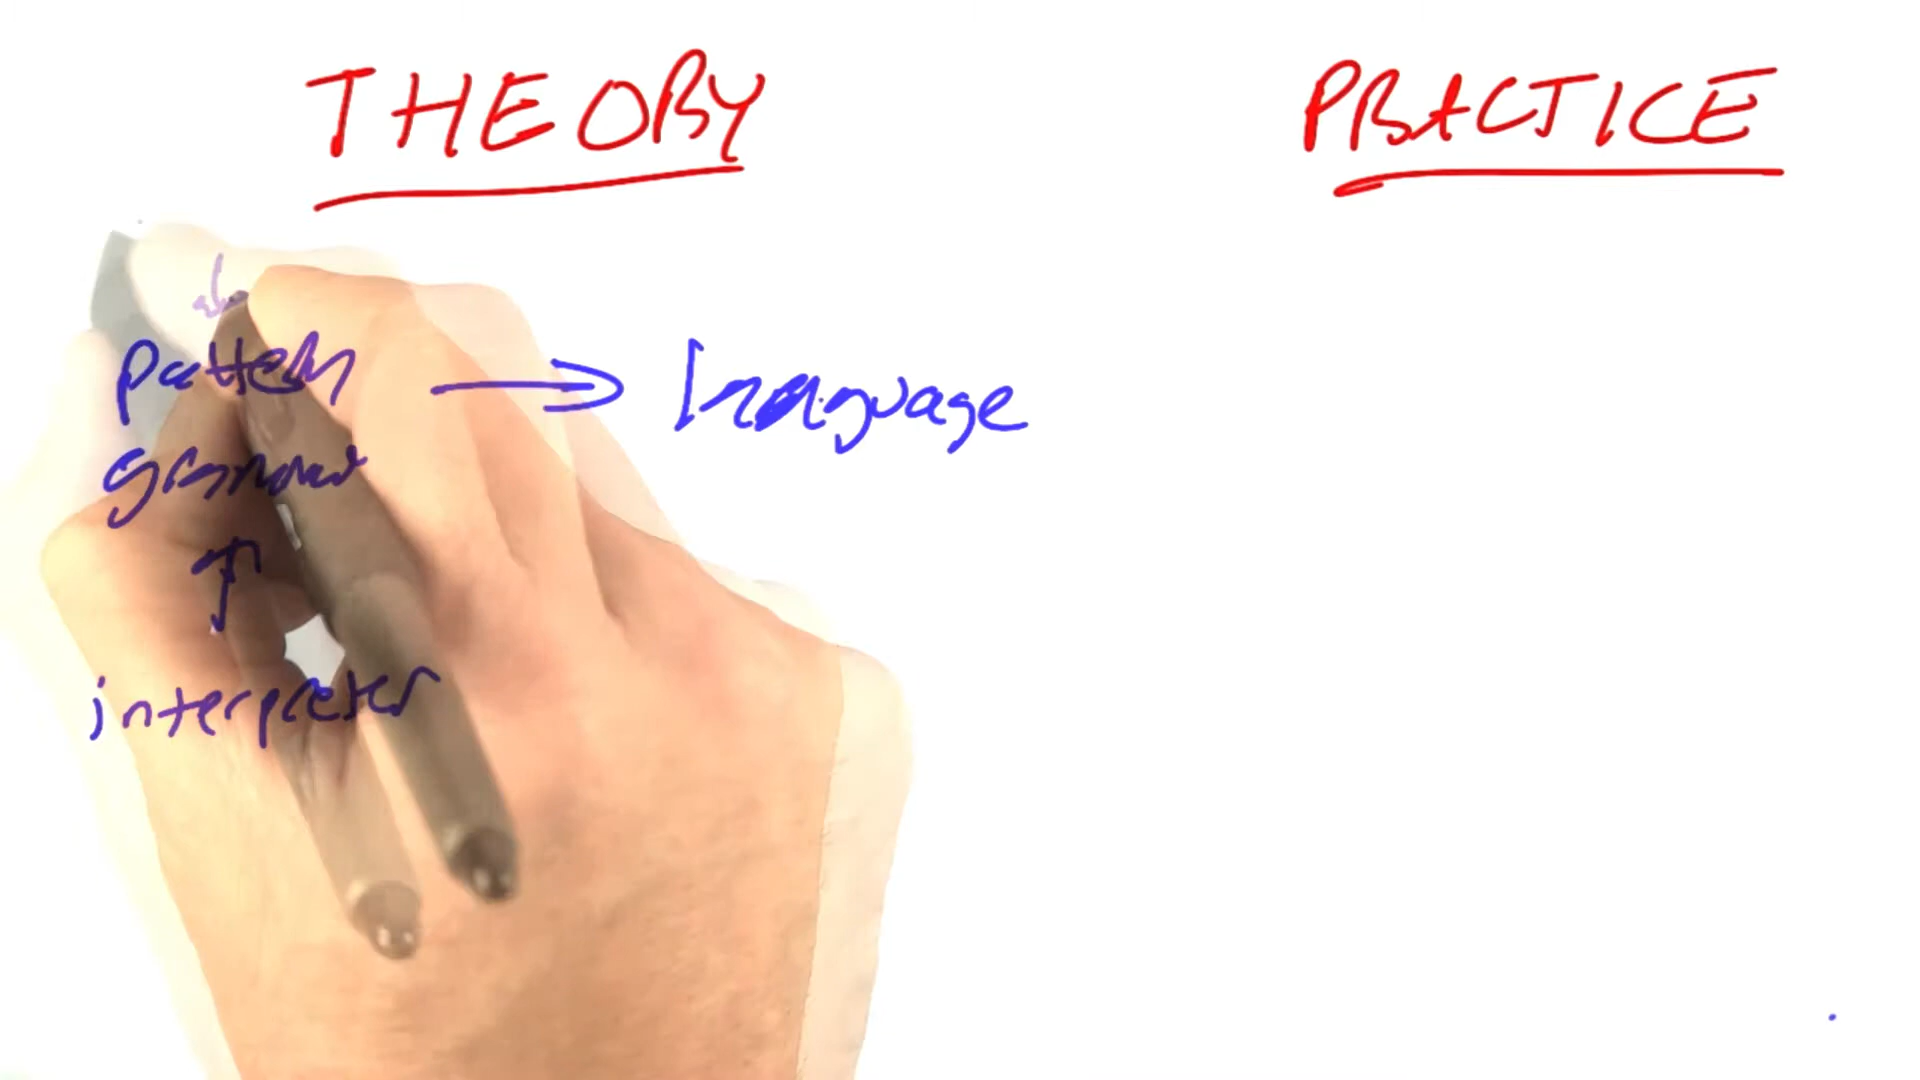 THEORY PRACTICE
pattern → language
grammar
↑
interpreter